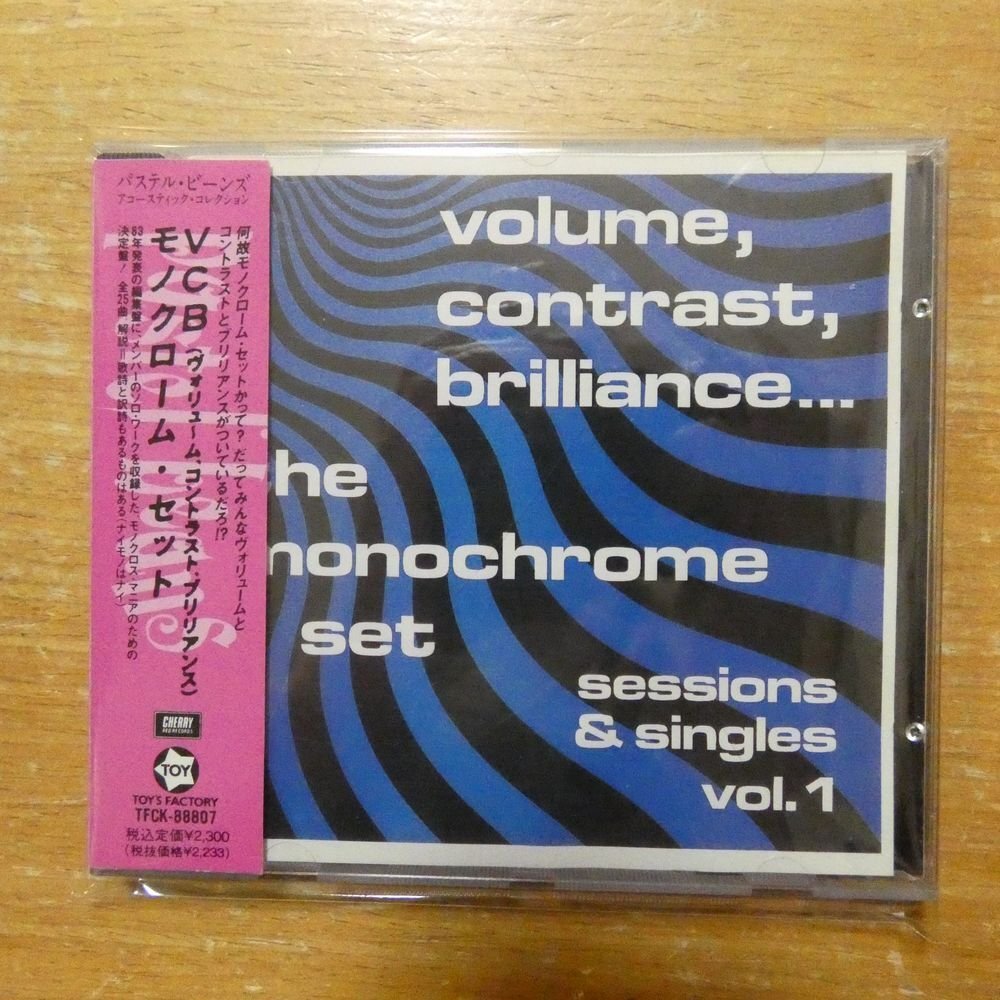 パステル・ビーンズ
アコースティック・コレクション
何故モノクローム・セットかって?だってみんなヴォリュームと
コントラストとブリリアンスがついているだろ!?
VCB(ヴォリューム、コントラスト、ブリリアンス)
モノクローム・セット
83年発表の編集盤に、メンバーのソロ・ワークを収録した、モノクロス・マニアのための
決定盤! 全25曲 解説=歌詩と訳詩もあるものはある(ナイモノはナイ)
CHERRY
RED RECORDS
TOY
TOY'S FACTORY
TFCK-88807
税込定価¥2,300
(税抜価格¥2,233)
volume,
contrast,
brilliance...
he
monochrome
set
sessions
& singles
vol.1